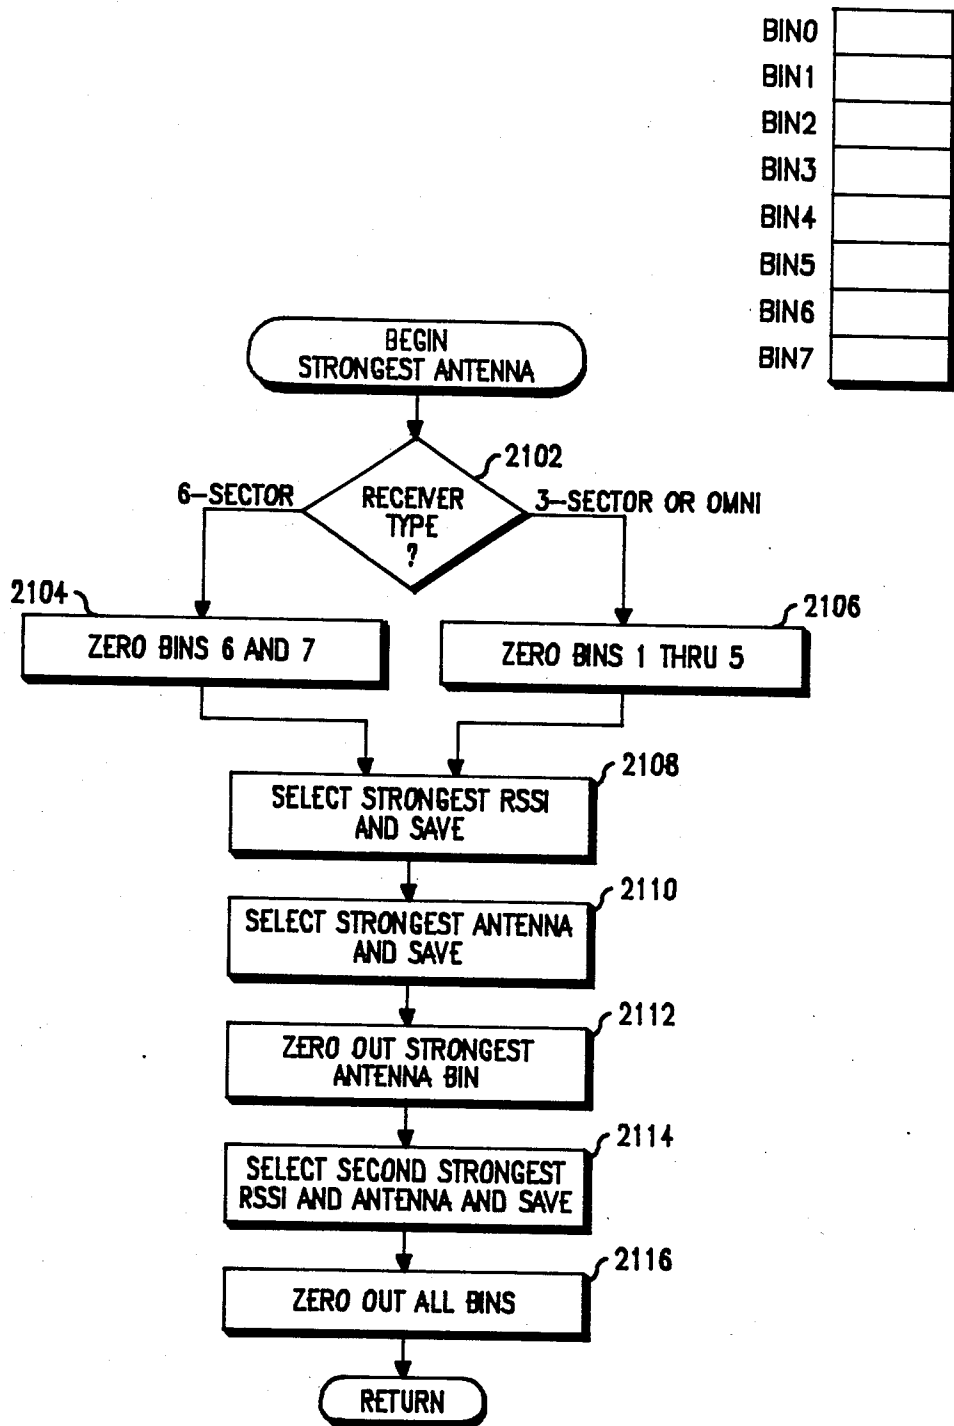 BIN0
BIN1
BIN2
BIN3
BIN4
BIN5
BIN6
BIN7
BEGIN
STRONGEST ANTENNA
2102
6-SECTOR
RECEIVER
TYPE
?
3-SECTOR OR OMNI
2104
ZERO BINS 6 AND 7
2106
ZERO BINS 1 THRU 5
2108
SELECT STRONGEST RSSI
AND SAVE
2110
SELECT STRONGEST ANTENNA
AND SAVE
2112
ZERO OUT STRONGEST
ANTENNA BIN
2114
SELECT SECOND STRONGEST
RSSI AND ANTENNA AND SAVE
2116
ZERO OUT ALL BINS
RETURN